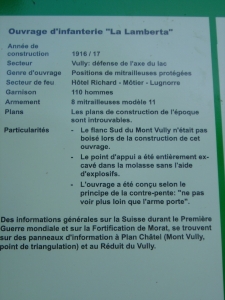 Ouvrage d'infanterie "La Lamberta"
Année de
construction 1916 / 17
Secteur Vully: défense de l'axe du lac
Genre d'ouvrage Positions de mitrailleuses protégées
Secteur de feu Hôtel Richard - Môtier - Lugnorre
Garnison 110 hommes
Armement 8 mitrailleuses modèle 11
Plans Les plans de construction de l'époque
sont introuvables.
Particularités - Le flanc Sud du Mont Vully n'était pas
boisé lors de la construction de cet
ouvrage.
- Le point d'appui a été entièrement ex-
cavé dans la molasse sans l'aide
d'explosifs.
- L'ouvrage a été conçu selon le
principe de la contre-pente: "ne pas
voir plus loin que l'arme porte".
Des informations générales sur la Suisse durant le Première
Guerre mondiale et sur la Fortification de Morat, se trouvent
sur des panneaux d'information à Plan Châtel (Mont Vully,
point de triangulation) et au Réduit du Vully.